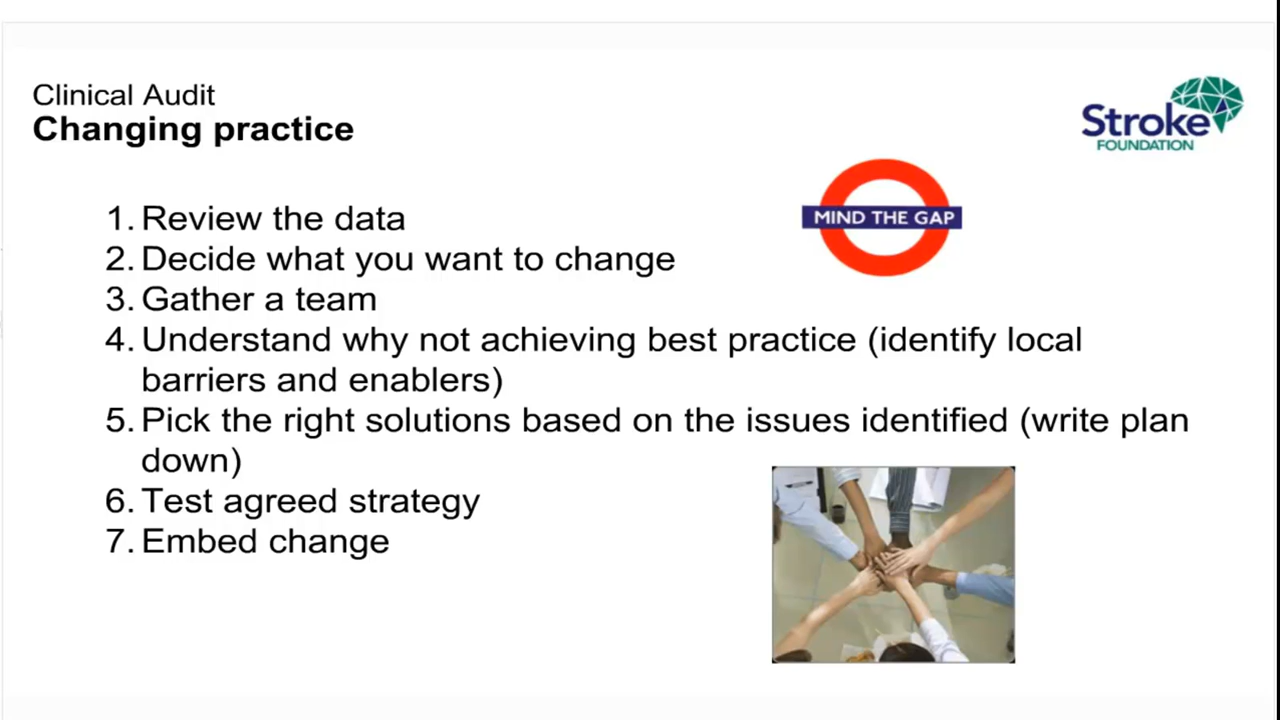 Clinical Audit
Changing practice
Stroke
FOUNDATION
MIND THE GAP
1. Review the data
2. Decide what you want to change
3. Gather a team
4. Understand why not achieving best practice (identify local
barriers and enablers)
5. Pick the right solutions based on the issues identified (write plan
down)
6. Test agreed strategy
7. Embed change